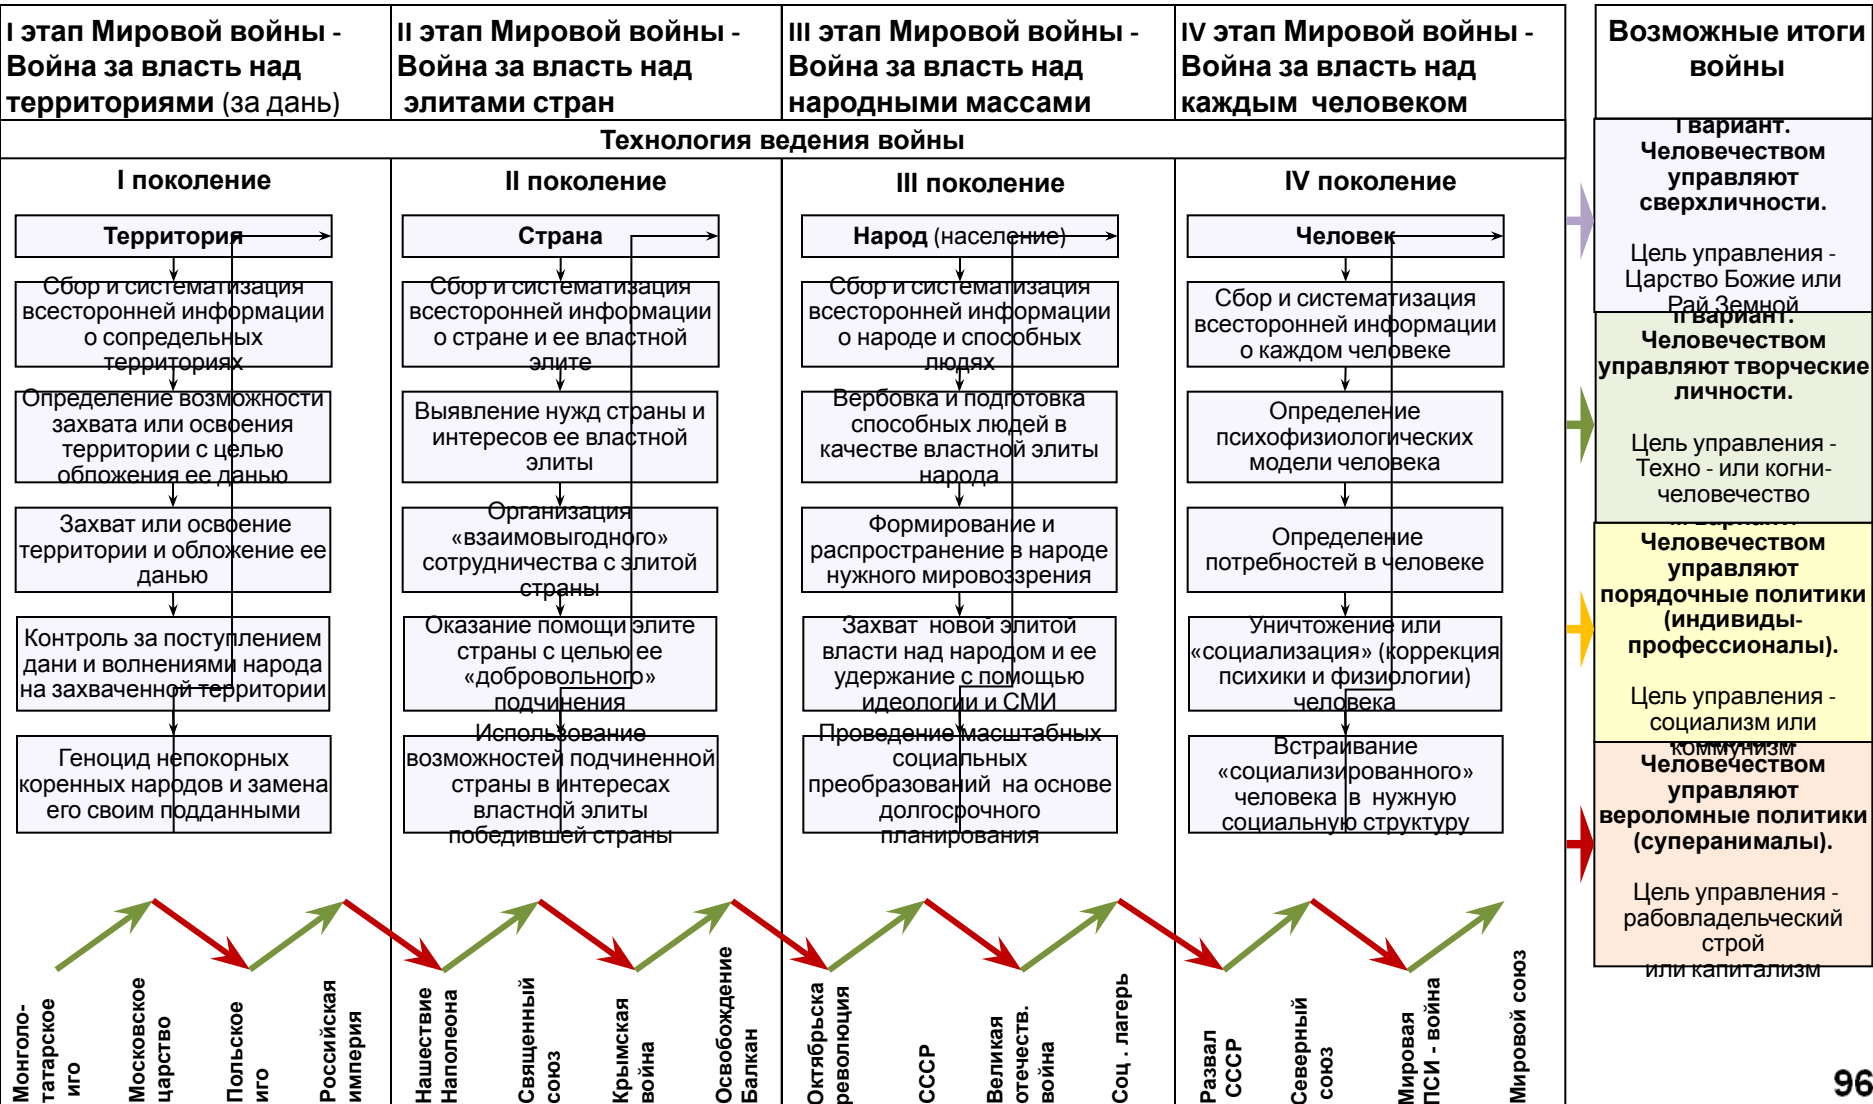 I этап Мировой войны -
Война за власть над
территориями (за дань)
II этап Мировой войны -
Война за власть над
элитами стран
III этап Мировой войны -
Война за власть над
народными массами
IV этап Мировой войны -
Война за власть над
каждым человеком
Возможные итоги
войны
Технология ведения войны
I поколение
Территория
Сбор и систематизация
всесторонней информации
о сопредельных
территориях
Определение возможности
захвата или освоения
территории с целью
обложения ее данью
Захват или освоение
территории и обложение ее
данью
Контроль за поступлением
дани и волнениями народа
на захваченной территории
Геноцид непокорных
коренных народов и замена
его своим подданными
II поколение
Страна
Сбор и систематизация
всесторонней информации
о стране и ее властной
элите
Выявление нужд страны и
интересов ее властной
элиты
Организация
«взаимовыгодного»
сотрудничества с элитой
страны
Оказание помощи элите
страны с целью ее
«добровольного»
подчинения
Использование
возможностей подчиненной
страны в интересах
властной элиты
победившей страны
III поколение
Народ (население)
Сбор и систематизация
всесторонней информации
о народе и способных
людях
Вербовка и подготовка
способных людей в
качестве властной элиты
народа
Формирование и
распространение в народе
нужного мировоззрения
Захват новой элитой
власти над народом и ее
удержание с помощью
идеологии и СМИ
Проведение масштабных
социальных
преобразований на основе
долгосрочного
планирования
IV поколение
Человек
Сбор и систематизация
всесторонней информации
о каждом человеке
Определение
психофизиологических
модели человека
Определение
потребностей в человеке
Уничтожение или
«социализация» (коррекция
психики и физиологии)
человека
Встраивание
«социализированного»
человека в нужную
социальную структуру
I вариант.
Человечеством
управляют
сверхличности.
Цель управления -
Царство Божие или
Рай Земной
II вариант.
Человечеством
управляют творческие
личности.
Цель управления -
Техно - или когни-
человечество
вариант.
Человечеством
управляют
порядочные политики
(индивиды-
профессионалы).
Цель управления -
социализм или
коммунизм
Человечеством
управляют
вероломные политики
(суперанималы).
Цель управления -
рабовладельческий
строй
или капитализм
Монголо-
татарское
иго
Московское
царство
Польское
иго
Российская
империя
Нашествие
Наполеона
Священный
союз
Крымская
война
Освобождение
Балкан
Октябрьска
революция
СССР
Великая
отечеств.
война
Соц . лагерь
Развал
СССР
Северный
союз
Мировая
ПСИ - война
Мировой союз
96